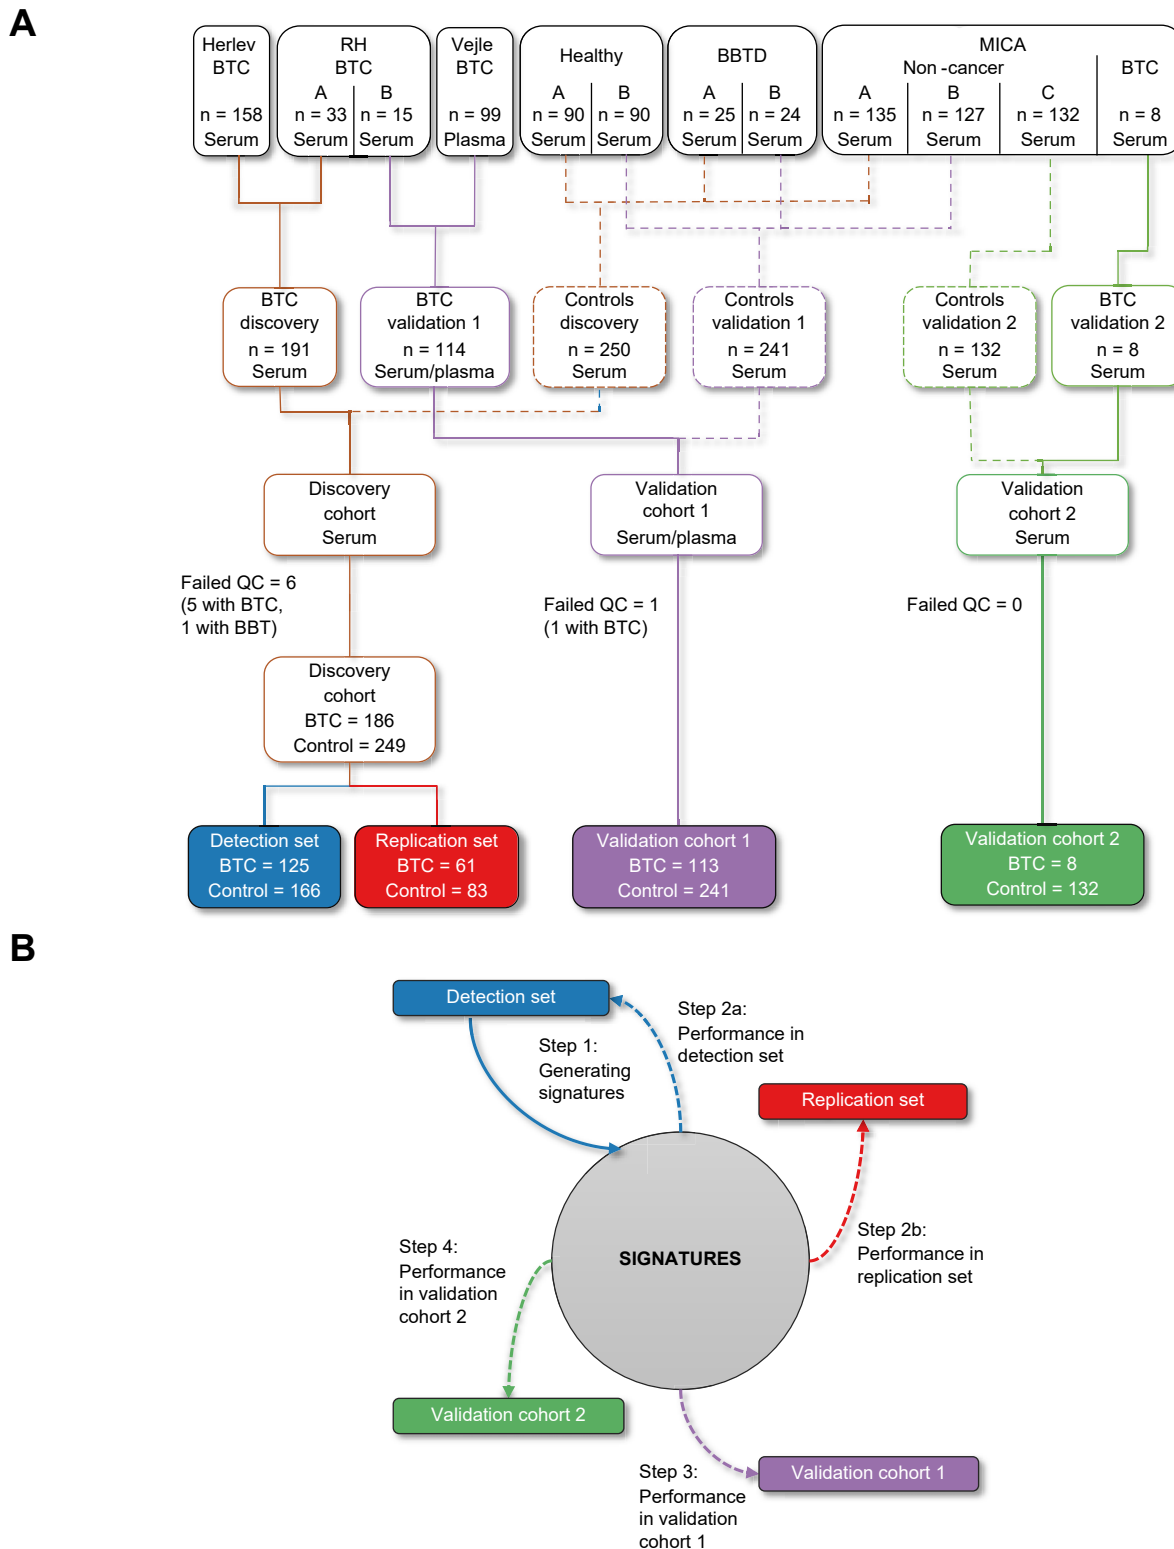 A
Herlev
BTC
n = 158
Serum
RH
BTC
A
n = 33
Serum
B
n = 15
Serum
Vejle
BTC
n = 99
Plasma
Healthy
A
n = 90
Serum
B
n = 90
Serum
BBTD
A
n = 25
Serum
B
n = 24
Serum
MICA
Non -cancer
A
n = 135
Serum
B
n = 127
Serum
C
n = 132
Serum
BTC
n = 8
Serum
BTC
discovery
n = 191
Serum
BTC
validation 1
n = 114
Serum/plasma
Controls
discovery
n = 250
Serum
Controls
validation 1
n = 241
Serum
Controls
validation 2
n = 132
Serum
BTC
validation 2
n = 8
Serum
Discovery
cohort
Serum
Validation
cohort 1
Serum/plasma
Validation
cohort 2
Serum
Failed QC = 6
(5 with BTC,
1 with BBT)
Failed QC = 1
(1 with BTC)
Failed QC = 0
Discovery
cohort
BTC = 186
Control = 249
Detection set
BTC = 125
Control = 166
Replication set
BTC = 61
Control = 83
Validation cohort 1
BTC = 113
Control = 241
Validation cohort 2
BTC = 8
Control = 132
B
Detection set
Step 1:
Generating
signatures
Step 2a:
Performance in
detection set
Replication set
Step 2b:
Performance in
replication set
SIGNATURES
Step 4:
Performance
in validation
cohort 2
Validation cohort 2
Step 3:
Performance
in validation
cohort 1
Validation cohort 1